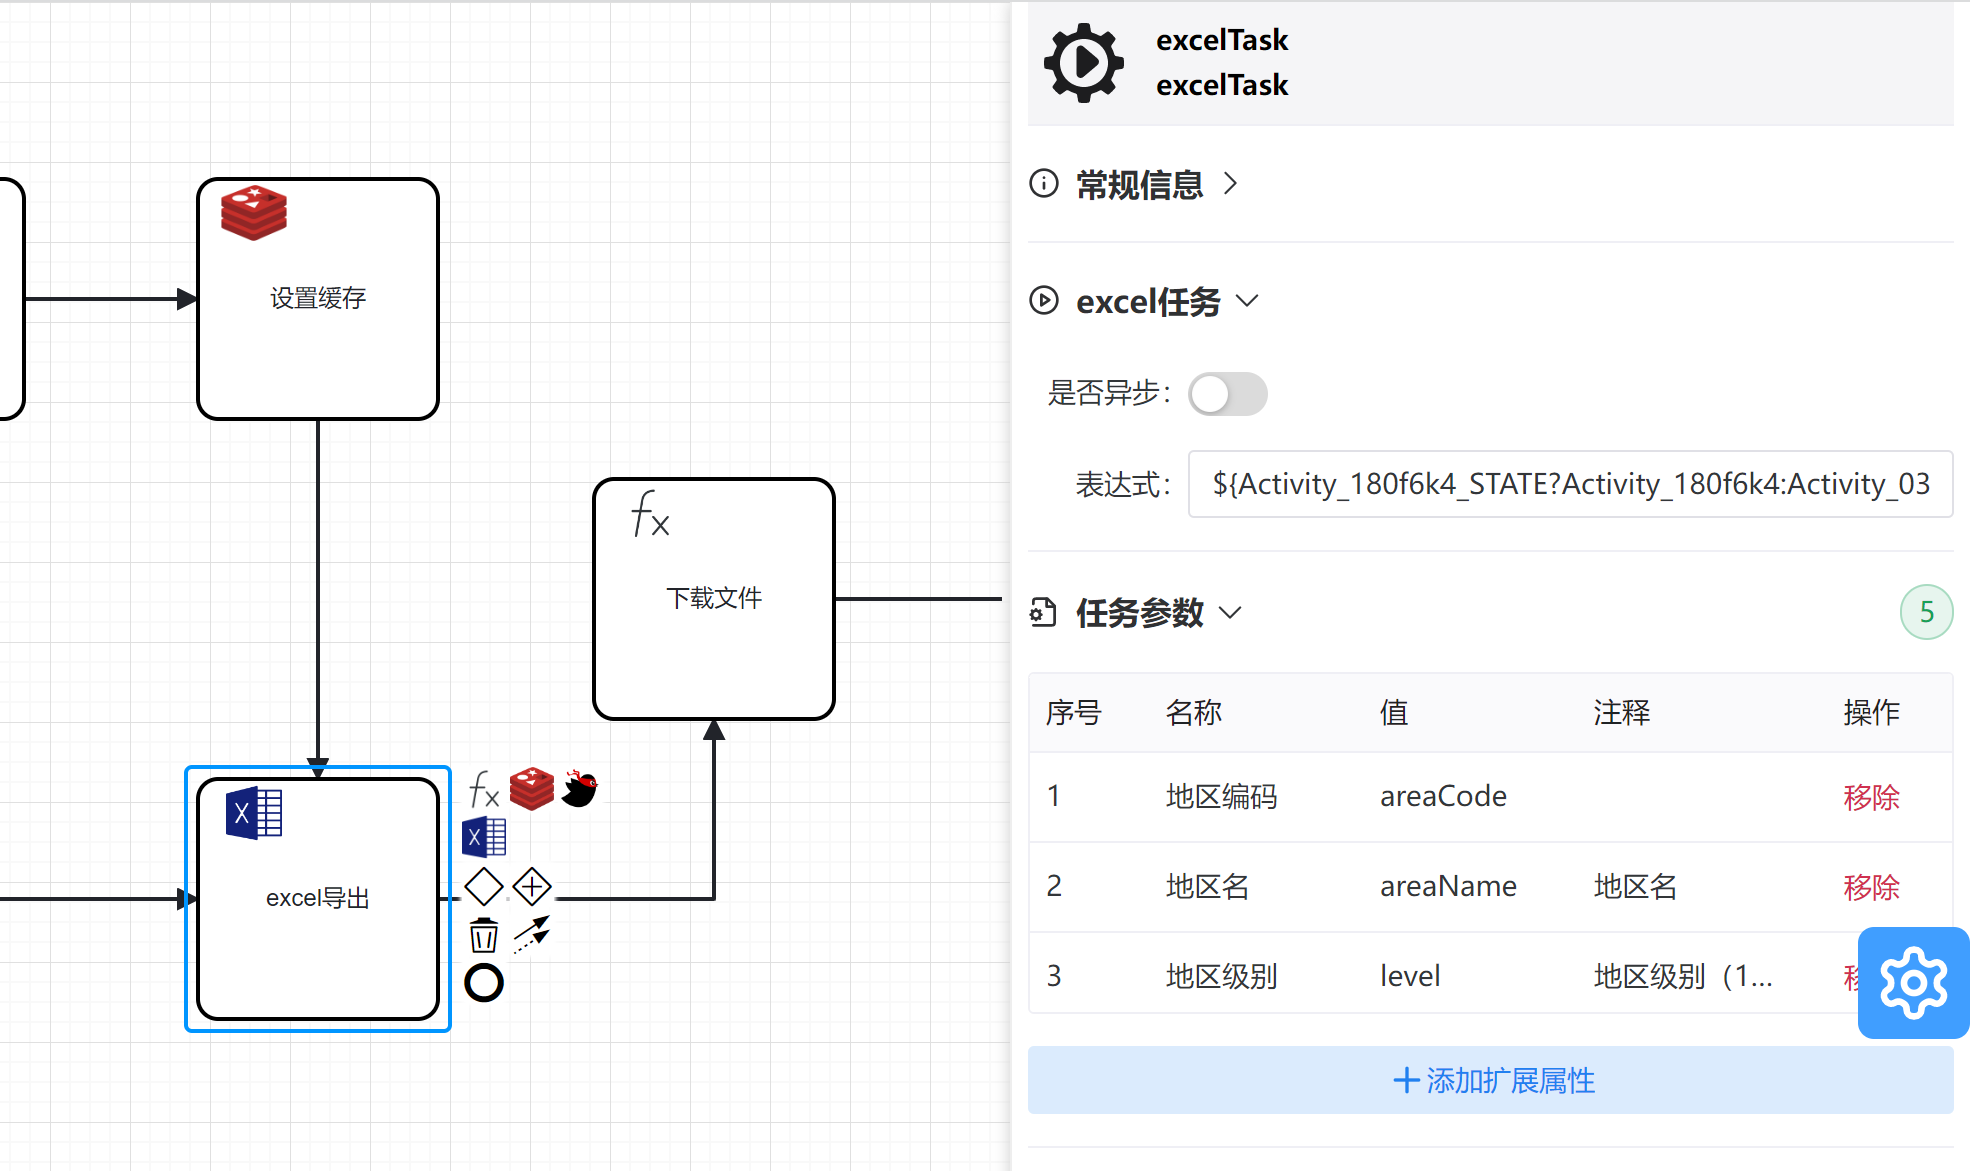 设置缓存
下载文件
excel导出
excelTask
excelTask
常规信息
excel任务
是否异步：
表达式： ${Activity_180f6k4_STATE?Activity_180f6k4:Activity_03
任务参数 5
序号 名称 值 注释 操作
1 地区编码 areaCode 移除
2 地区名 areaName 地区名 移除
3 地区级别 level 地区级别（1... 移
添加扩展属性